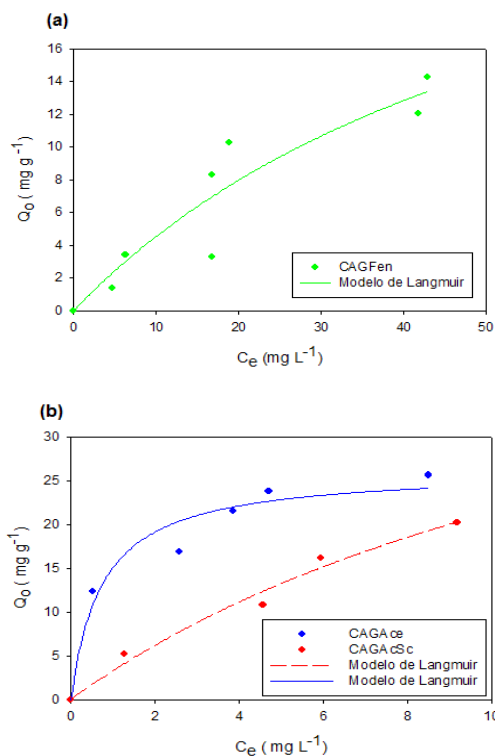 (a)
16
14
12
10
8
6
4
2
0
Q0 ( mg g-1)
CAGFen
Modelo de Langmuir
0 10 20 30 40 50
Ce (mg L-1)
(b)
30
25
20
15
10
5
0
Q0 ( mg g-1)
CAGAce
CAGAcSc
Modelo de Langmuir
Modelo de Langmuir
0 2 4 6 8 10
Ce (mg L-1)